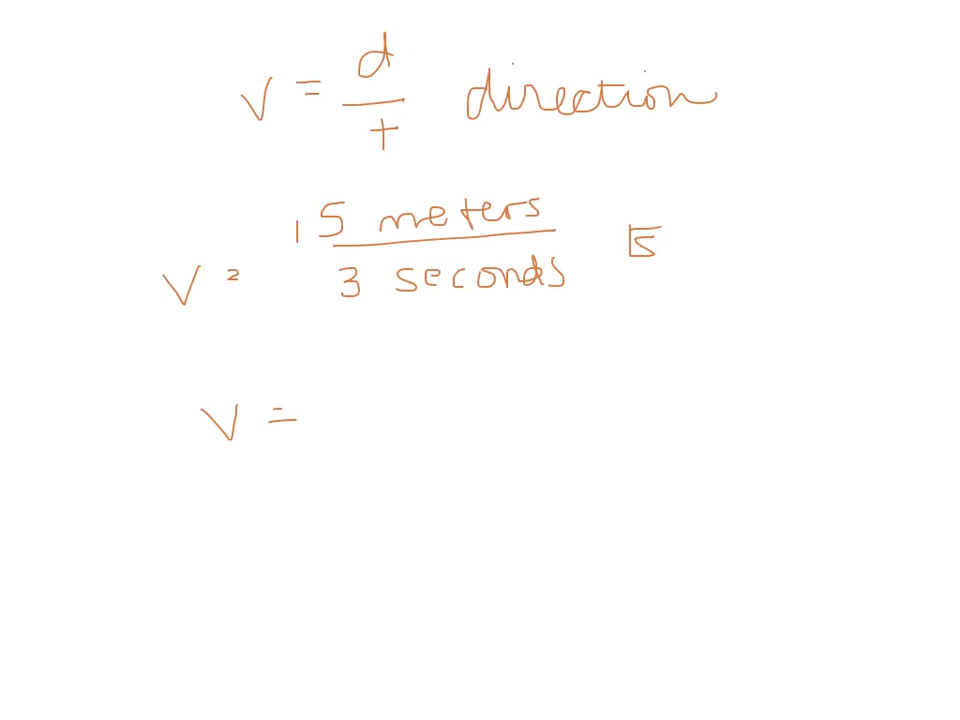 v = d/t direction
v = 15 meters/3 seconds
v =